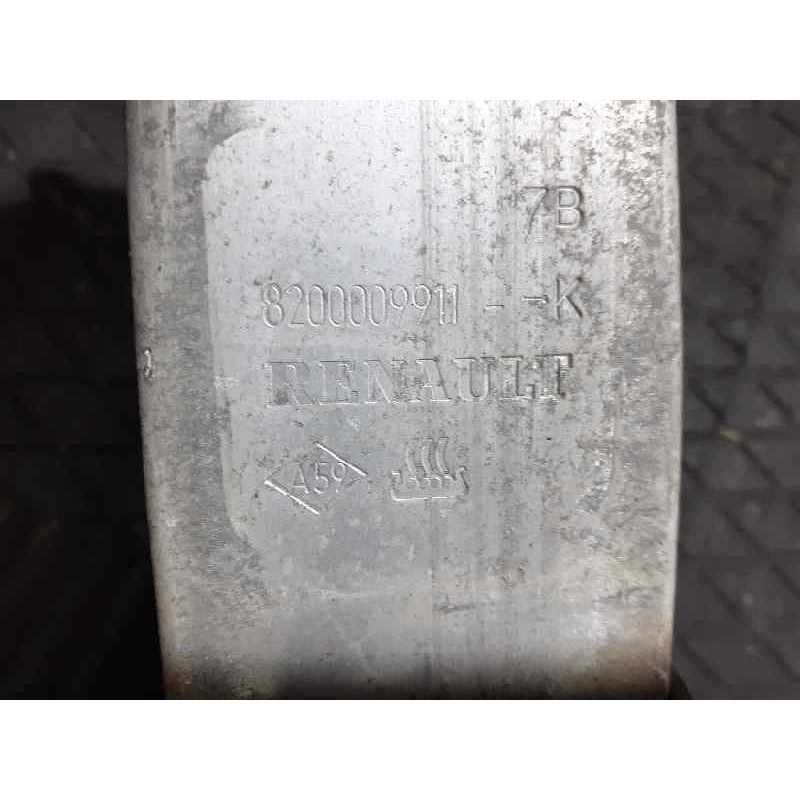 7B
8200009911 - -K
RENAULT
A59